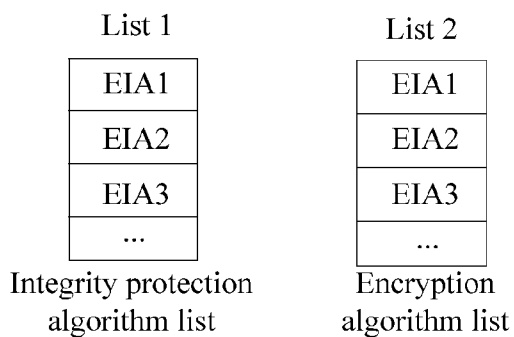 List 1
EIA1
EIA2
EIA3
...
Integrity protection
algorithm list
List 2
EIA1
EIA2
EIA3
...
Encryption
algorithm list